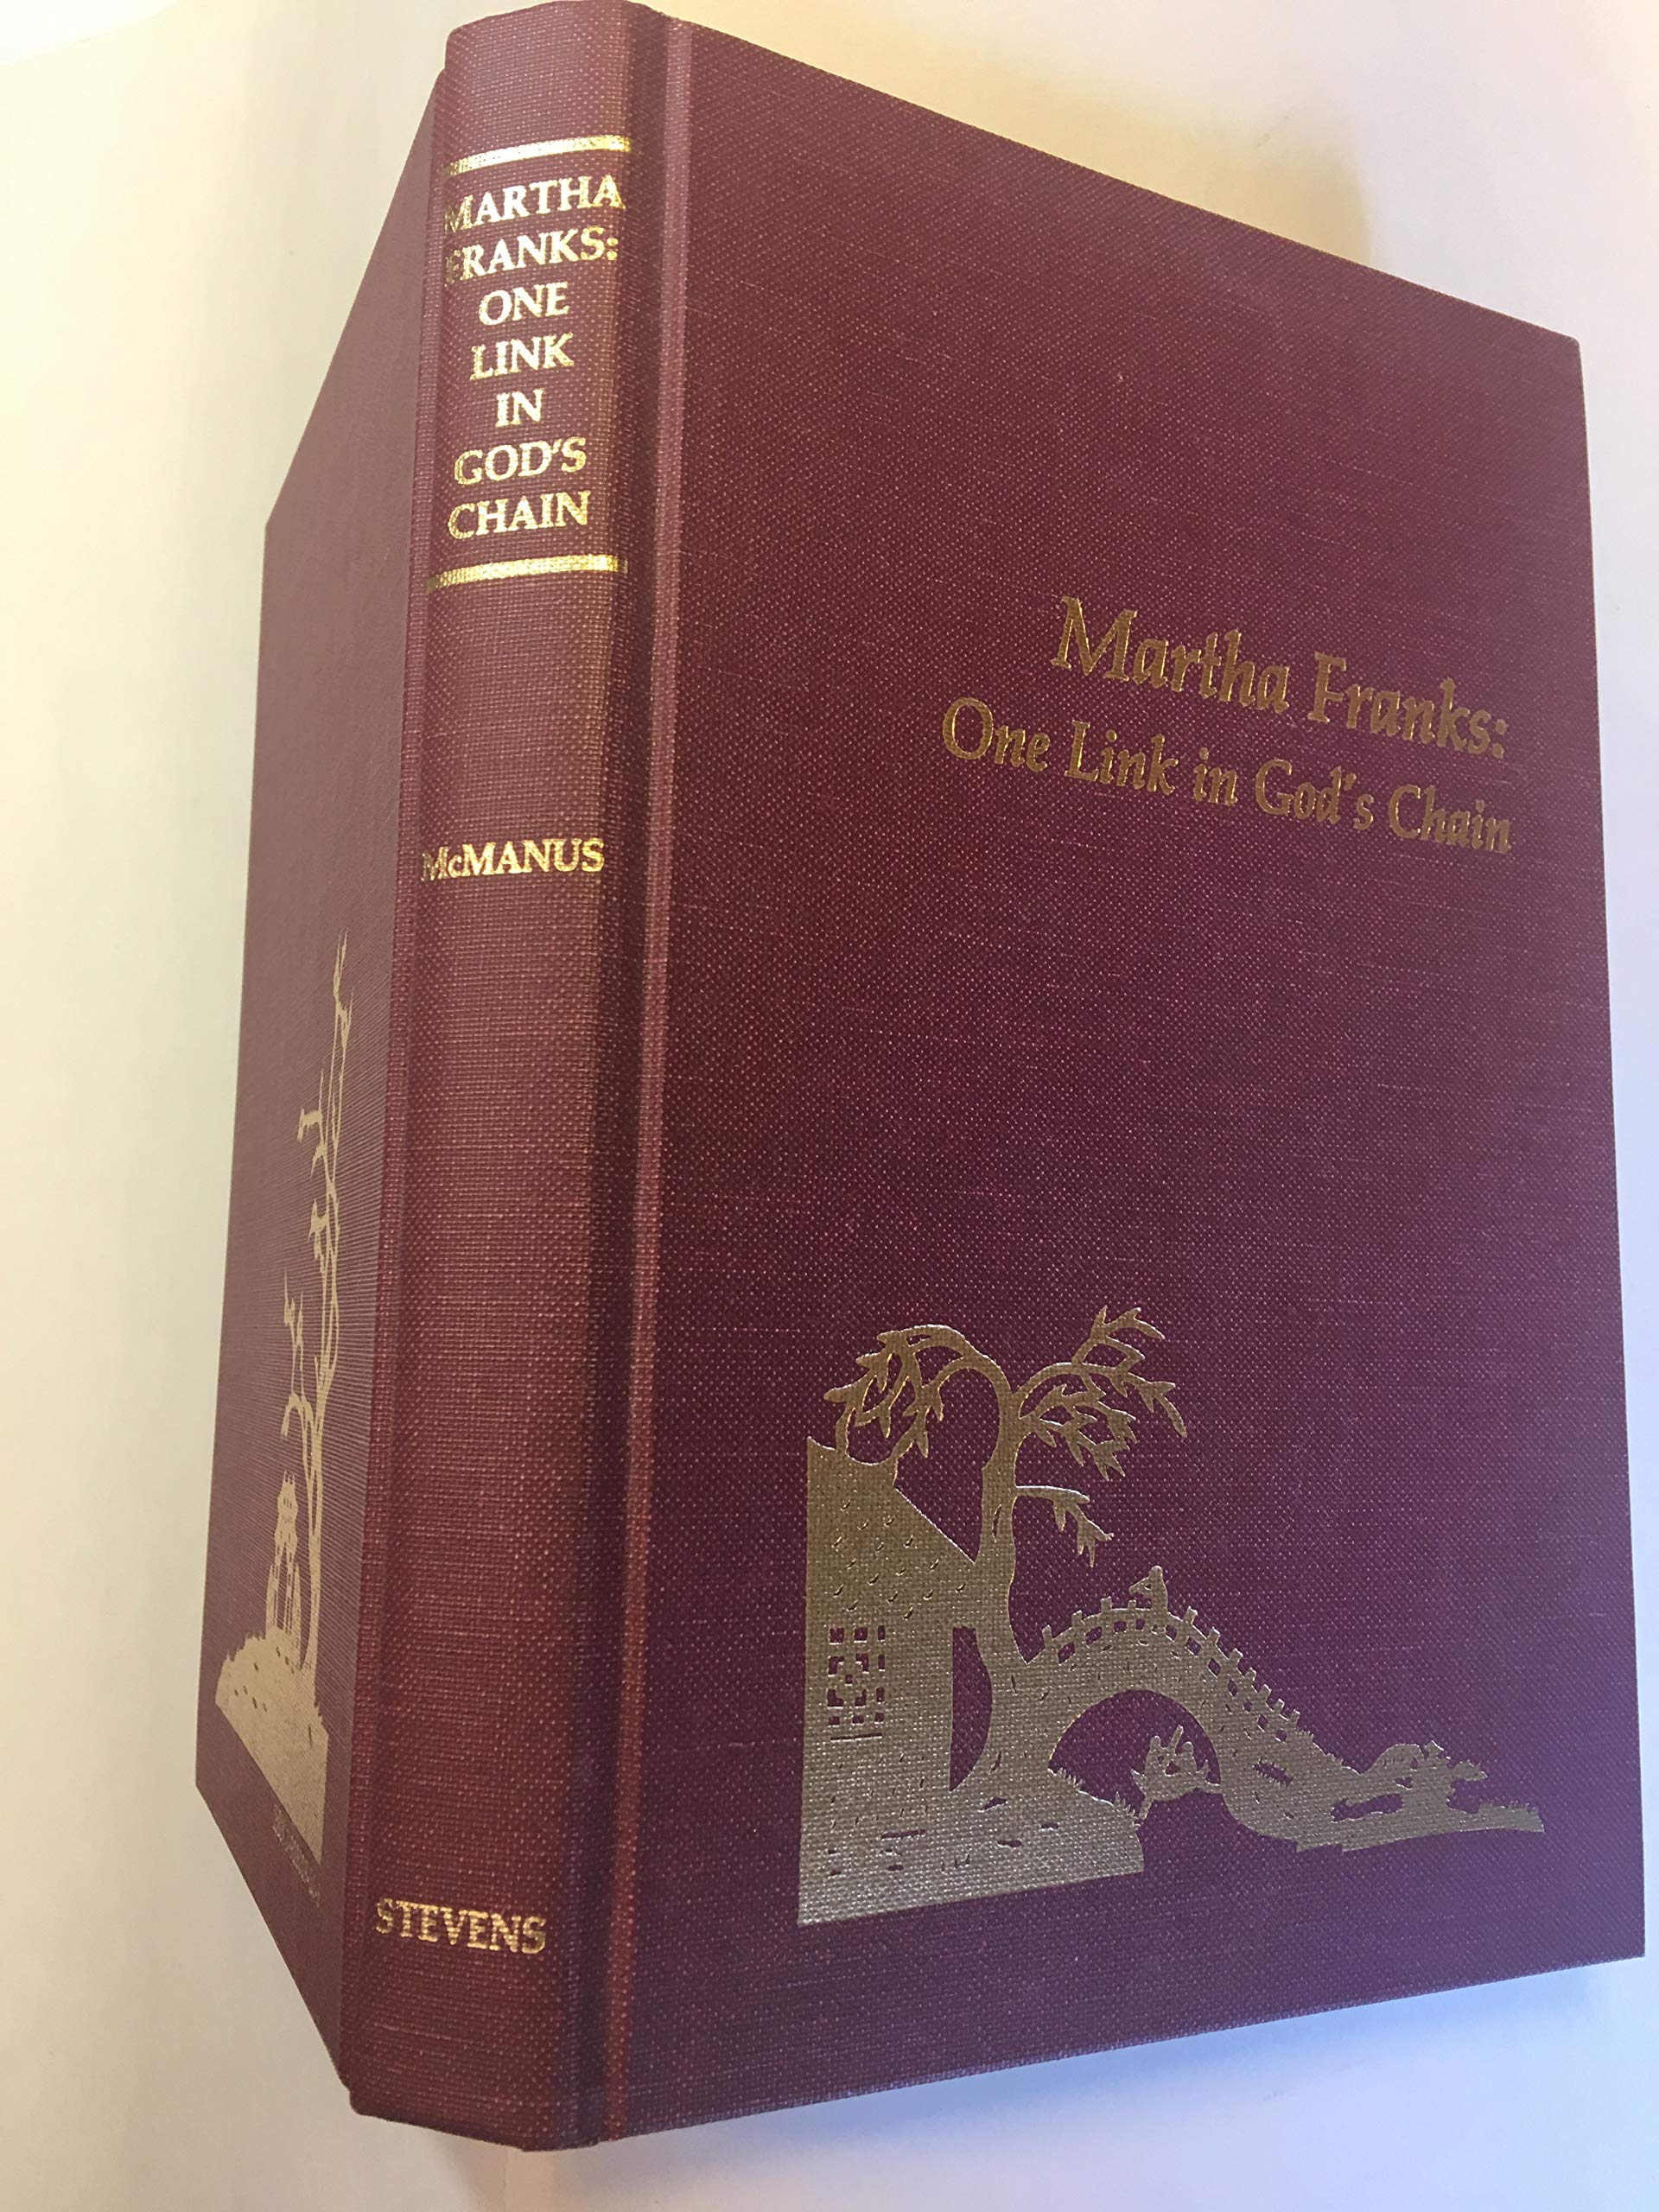 MARTHA
FRANKS:
ONE
LINK
IN
GOD'S
CHAIN
McMANUS
STEVENS
Martha Franks:
One Link in God's Chain